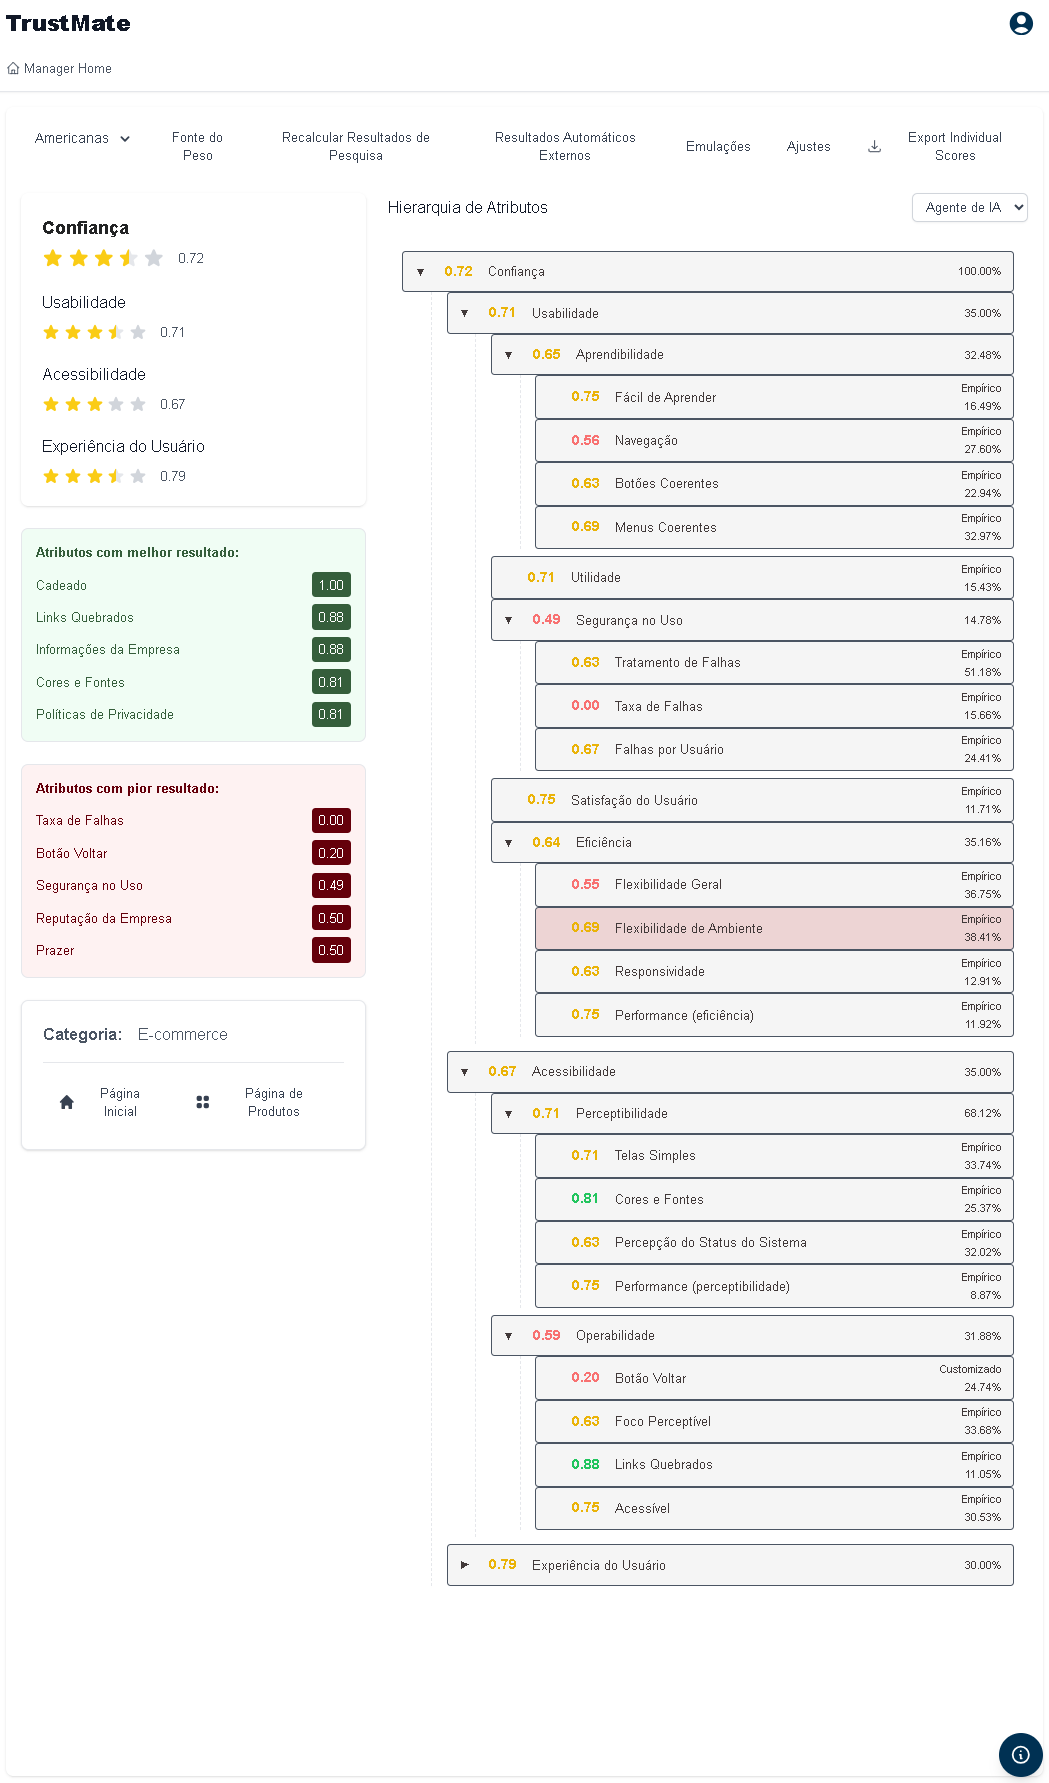 TrustMate
Manager Home
Americanas
Fonte do
Peso
Recalcular Resultados de
Pesquisa
Resultados Automáticos
Externos
Emulações
Ajustes
Export Individual
Scores
Confiança
0.72
Usabilidade
0.71
Acessibilidade
0.67
Experiência do Usuário
0.79
Atributos com melhor resultado:
Cadeado 1.00
Links Quebrados 0.88
Informações da Empresa 0.88
Cores e Fontes 0.81
Políticas de Privacidade 0.81
Atributos com pior resultado:
Taxa de Falhas 0.00
Botão Voltar 0.20
Segurança no Uso 0.49
Reputação da Empresa 0.50
Prazer 0.50
Categoria: E-commerce
Página
Inicial
Página de
Produtos
Hierarquia de Atributos
Agente de IA
0.72 Confiança 100.00%
0.71 Usabilidade 35.00%
0.65 Aprendibilidade 32.48%
0.75 Fácil de Aprender Empírico
16.49%
0.56 Navegação Empírico
27.60%
0.63 Botões Coerentes Empírico
22.94%
0.69 Menus Coerentes Empírico
32.97%
0.71 Utilidade Empírico
15.43%
0.49 Segurança no Uso 14.78%
0.63 Tratamento de Falhas Empírico
51.18%
0.00 Taxa de Falhas Empírico
15.66%
0.67 Falhas por Usuário Empírico
24.41%
0.75 Satisfação do Usuário Empírico
11.71%
0.64 Eficiência 35.16%
0.55 Flexibilidade Geral Empírico
36.75%
0.69 Flexibilidade de Ambiente Empírico
38.41%
0.63 Responsividade Empírico
12.91%
0.75 Performance (eficiência) Empírico
11.92%
0.67 Acessibilidade 35.00%
0.71 Perceptibilidade 68.12%
0.71 Telas Simples Empírico
33.74%
0.81 Cores e Fontes Empírico
25.37%
0.63 Percepção do Status do Sistema Empírico
32.02%
0.75 Performance (perceptibilidade) Empírico
8.87%
0.59 Operabilidade 31.88%
0.20 Botão Voltar Customizado
24.74%
0.63 Foco Perceptível Empírico
33.68%
0.88 Links Quebrados Empírico
11.05%
0.75 Acessível Empírico
30.53%
0.79 Experiência do Usuário 30.00%